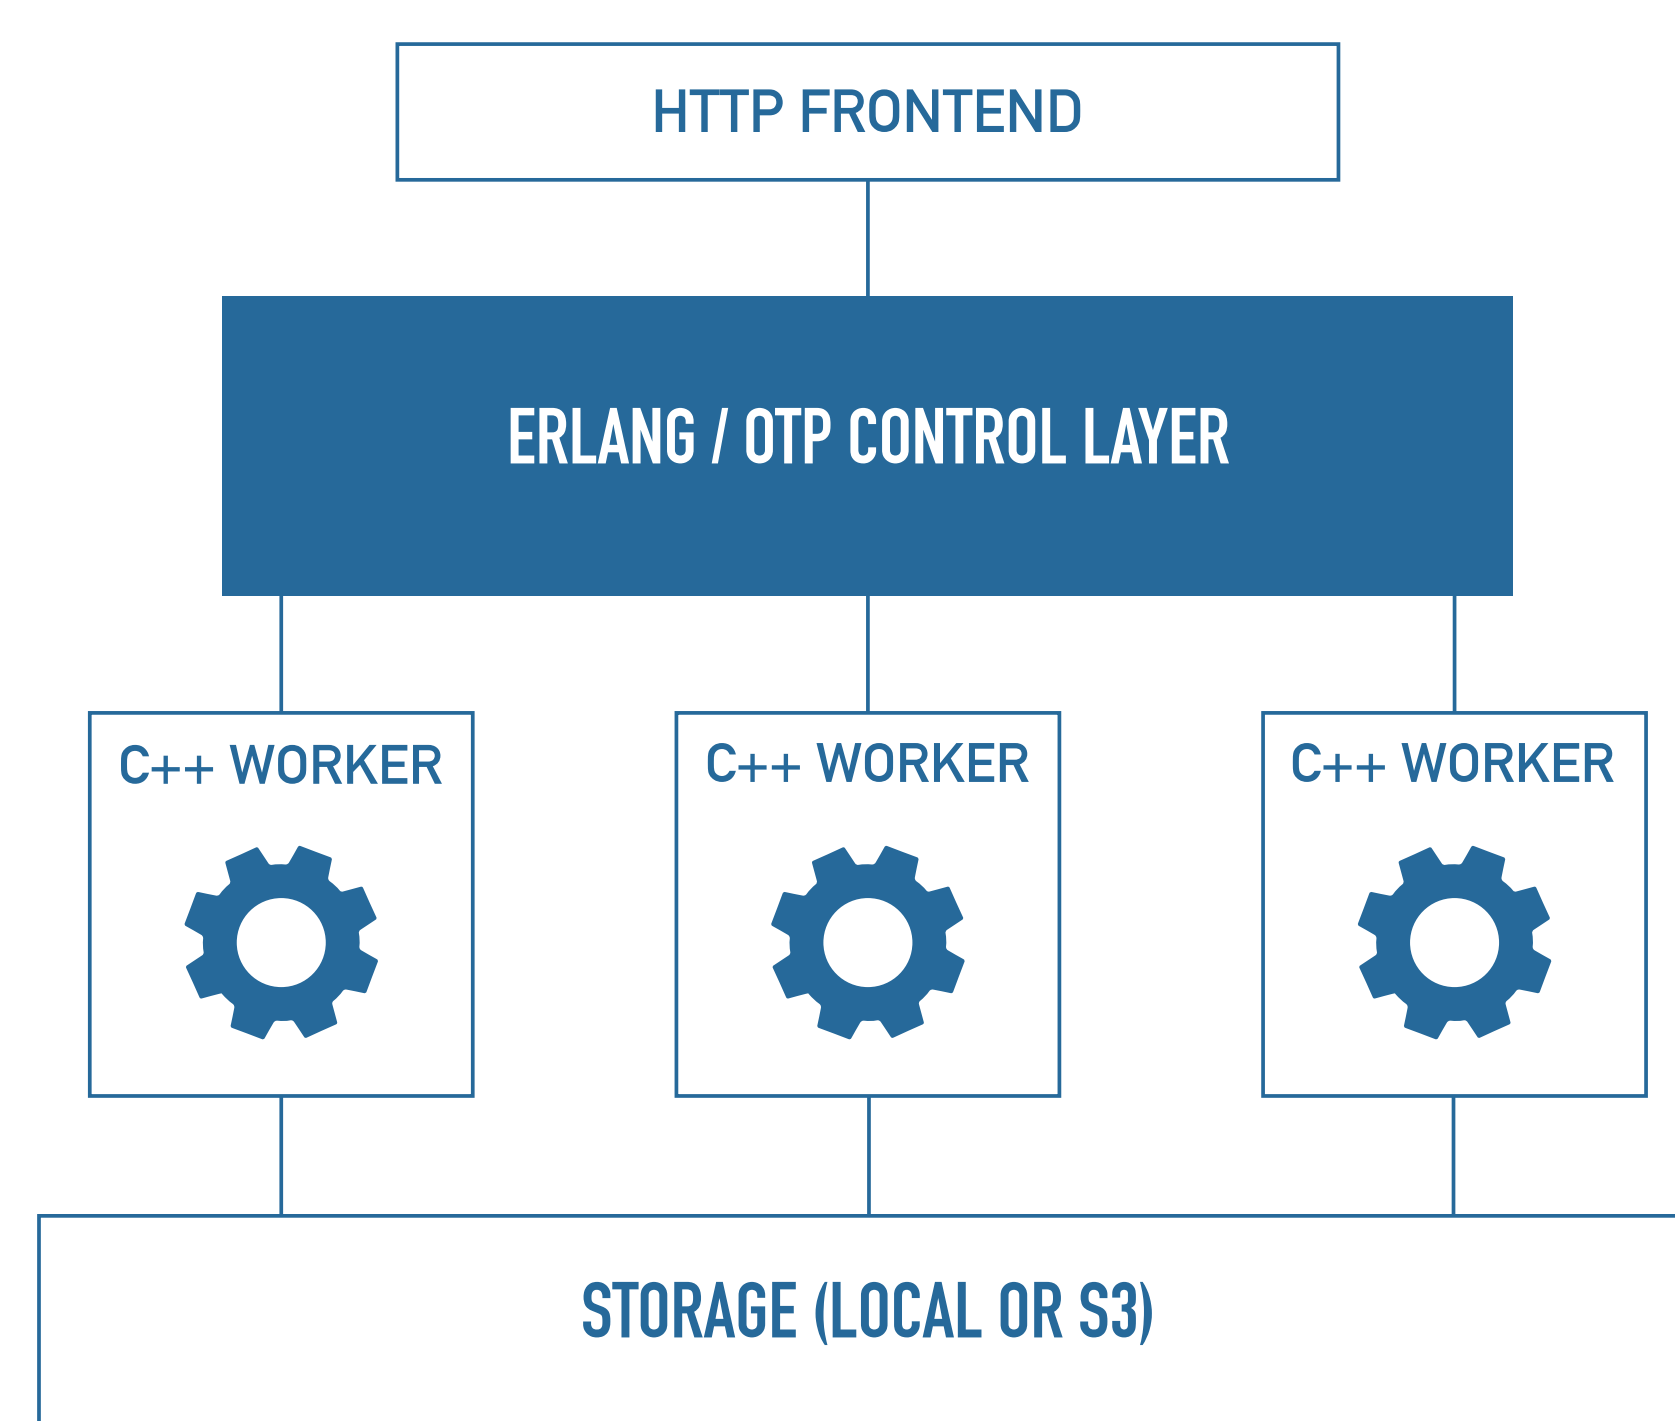 HTTP FRONTEND
ERLANG / OTP CONTROL LAYER
C++ WORKER
C++ WORKER
C++ WORKER
STORAGE (LOCAL OR S3)